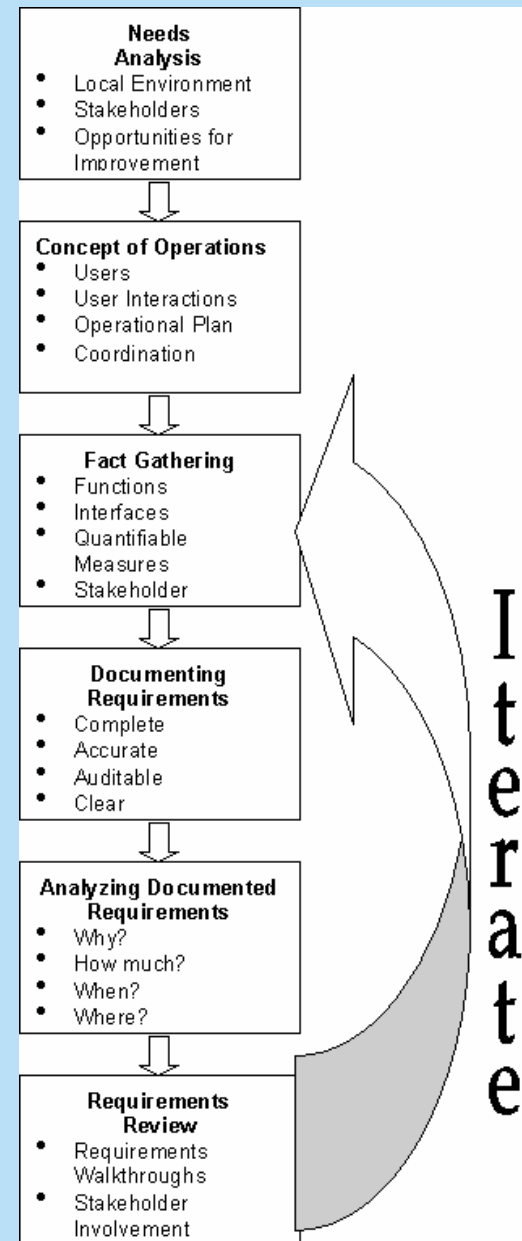 Needs
Analysis
• Local Environment
• Stakeholders
• Opportunities for
Improvement
Concept of Operations
• Users
• User Interactions
• Operational Plan
• Coordination
Fact Gathering
• Functions
• Interfaces
• Quantifiable
Measures
• Stakeholder
Documenting
Requirements
• Complete
• Accurate
• Auditable
• Clear
Analyzing Documented
Requirements
• Why?
• How much?
• When?
• Where?
Requirements
Review
• Requirements
Walkthroughs
• Stakeholder
Involvement
Iterate